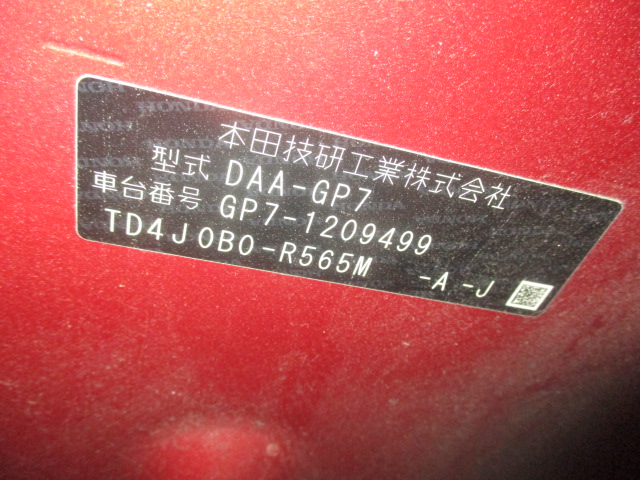 本田技研工業株式会社
型式 DAA-GP7
車台番号 GP7-1209499
TD4J0B0-R565M -A -J